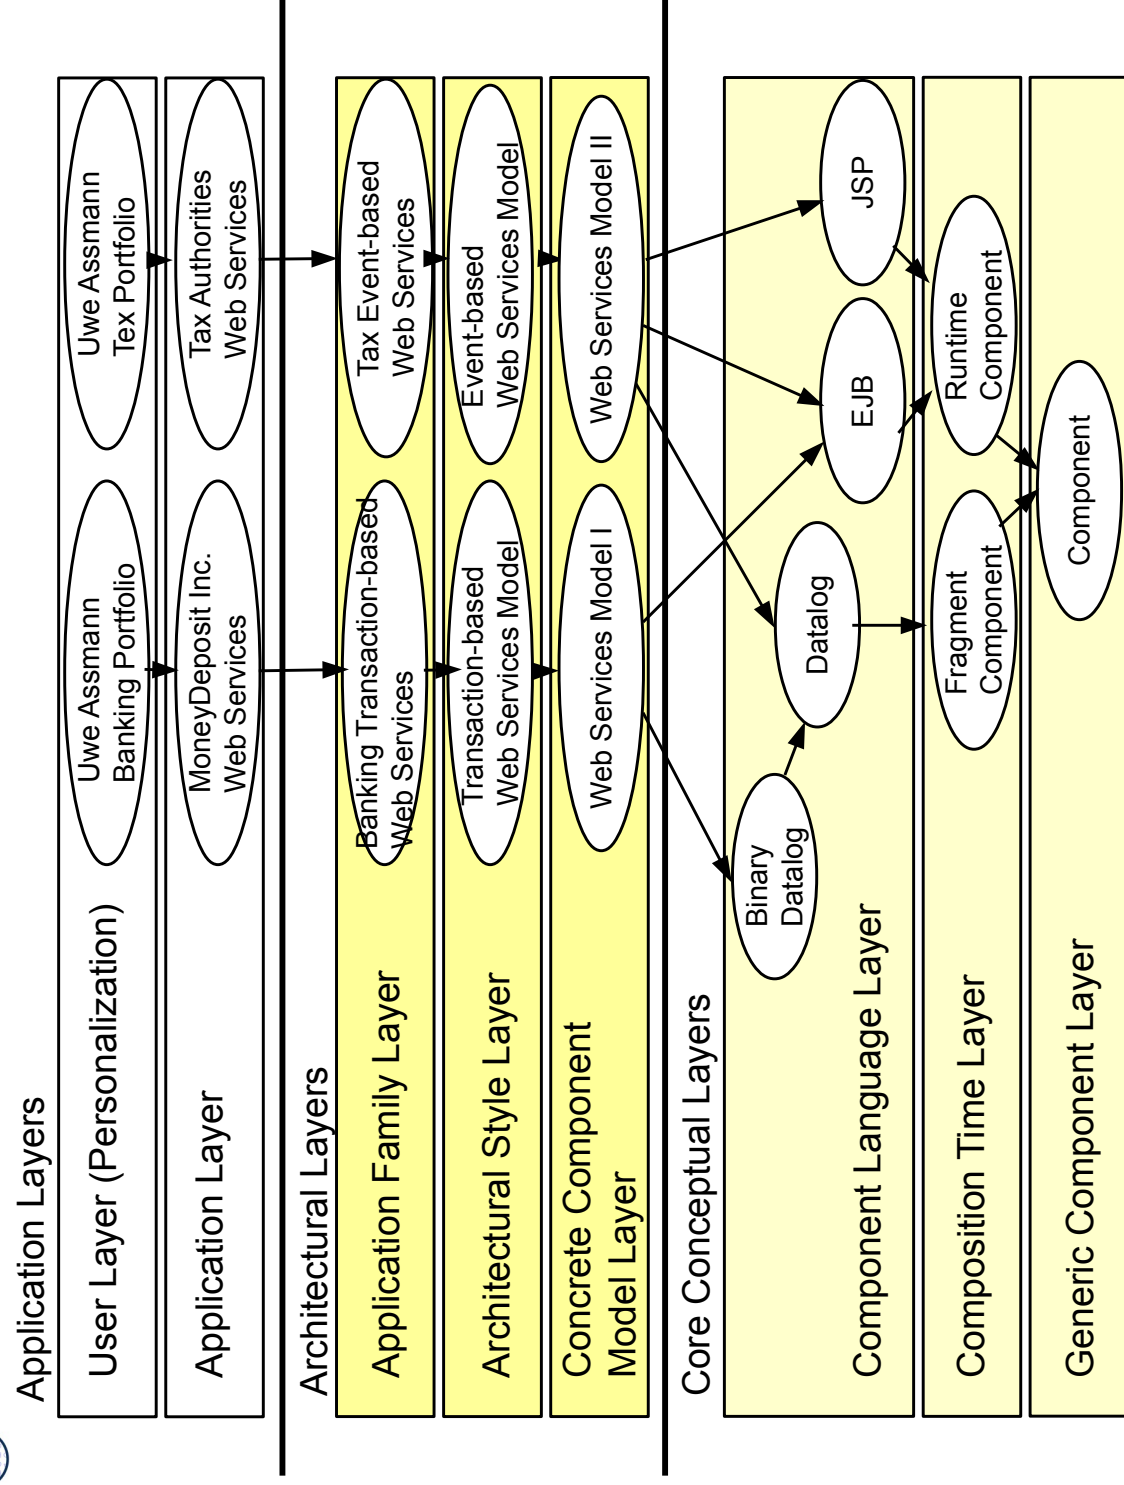 Application Layers
User Layer (Personalization)
Uwe Assmann
Banking Portfolio
Uwe Assmann
Tex Portfolio
Application Layer
MoneyDeposit Inc.
Web Services
Tax Authorities
Web Services
Architectural Layers
Application Family Layer
Banking Transaction-based
Web Services
Tax Event-based
Web Services
Architectural Style Layer
Transaction-based
Web Services Model
Event-based
Web Services Model
Concrete Component
Model Layer
Web Services Model I
Web Services Model II
Core Conceptual Layers
Component Language Layer
Binary
Datalog
Datalog
EJB
JSP
Composition Time Layer
Fragment
Component
Runtime
Component
Generic Component Layer
Component